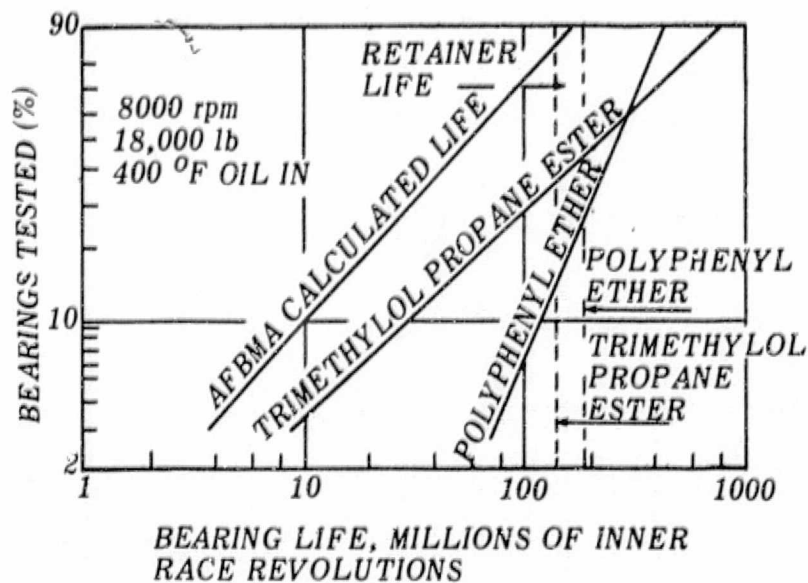 90
RETAINER
LIFE
8000 rpm
18,000 lb
400 °F OIL IN
BEARINGS TESTED (%)
AFBMA CALCULATED LIFE
TRIMETHYLOL PROPANE ESTER
POLYPHENYL ETHER
POLYPHENYL
ETHER
10
TRIMETHYLOL
PROPANE
ESTER
2
1
10
100
1000
BEARING LIFE, MILLIONS OF INNER
RACE REVOLUTIONS